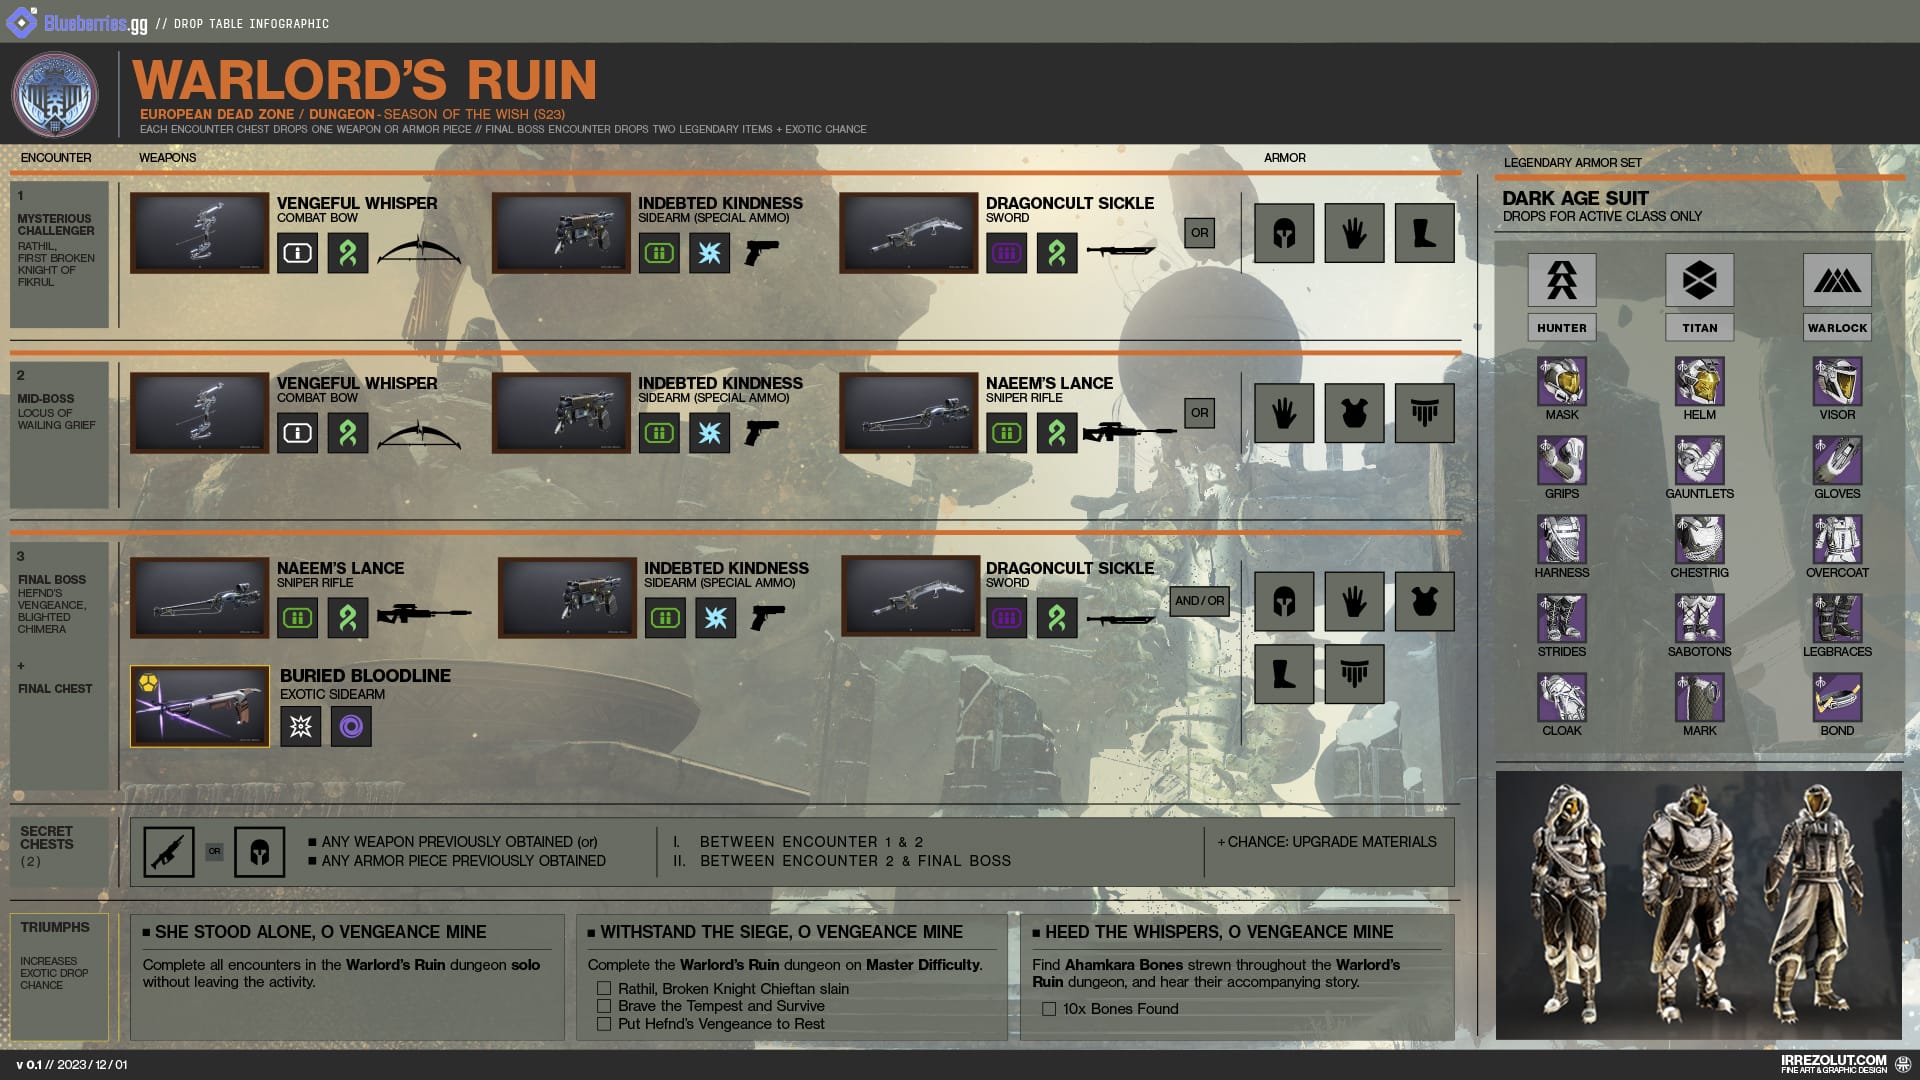 Blueberries.gg // DROP TABLE INFOGRAPHIC
WARLORD'S RUIN
EUROPEAN DEAD ZONE / DUNGEON - SEASON OF THE WISH (S23)
EACH ENCOUNTER CHEST DROPS ONE WEAPON OR ARMOR PIECE // FINAL BOSS ENCOUNTER DROPS TWO LEGENDARY ITEMS + EXOTIC CHANCE
ENCOUNTER
WEAPONS
ARMOR
1
MYSTERIOUS
CHALLENGER
RATHIL,
FIRST BROKEN
KNIGHT OF
FIKRUL
VENGEFUL WHISPER
COMBAT BOW
INDEBTED KINDNESS
SIDEARM (SPECIAL AMMO)
DRAGONCULT SICKLE
SWORD
OR
2
MID-BOSS
LOCUS OF
WAILING GRIEF
VENGEFUL WHISPER
COMBAT BOW
INDEBTED KINDNESS
SIDEARM (SPECIAL AMMO)
NAEEM'S LANCE
SNIPER RIFLE
OR
3
FINAL BOSS
HEFND'S
VENGEANCE,
BLIGHTED
CHIMERA
+
FINAL CHEST
NAEEM'S LANCE
SNIPER RIFLE
INDEBTED KINDNESS
SIDEARM (SPECIAL AMMO)
DRAGONCULT SICKLE
SWORD
AND / OR
BURIED BLOODLINE
EXOTIC SIDEARM
SECRET
CHESTS
(2)
OR
■ ANY WEAPON PREVIOUSLY OBTAINED (or)
■ ANY ARMOR PIECE PREVIOUSLY OBTAINED
I. BETWEEN ENCOUNTER 1 & 2
II. BETWEEN ENCOUNTER 2 & FINAL BOSS
+ CHANCE: UPGRADE MATERIALS
TRIUMPHS
INCREASES
EXOTIC DROP
CHANCE
■ SHE STOOD ALONE, O VENGEANCE MINE
Complete all encounters in the Warlord's Ruin dungeon solo
without leaving the activity.
■ WITHSTAND THE SIEGE, O VENGEANCE MINE
Complete the Warlord's Ruin dungeon on Master Difficulty.
Rathil, Broken Knight Chieftan slain
Brave the Tempest and Survive
Put Hefnd's Vengeance to Rest
■ HEED THE WHISPERS, O VENGEANCE MINE
Find Ahamkara Bones strewn throughout the Warlord's
Ruin dungeon, and hear their accompanying story.
10x Bones Found
LEGENDARY ARMOR SET
DARK AGE SUIT
DROPS FOR ACTIVE CLASS ONLY
HUNTER TITAN WARLOCK
MASK HELM VISOR
GRIPS GAUNTLETS GLOVES
HARNESS CHESTRIG OVERCOAT
STRIDES SABOTONS LEGBRACES
CLOAK MARK BOND
v 0.1 // 2023 / 12 / 01
IRREZOLUT.COM
FINE ART & GRAPHIC DESIGN